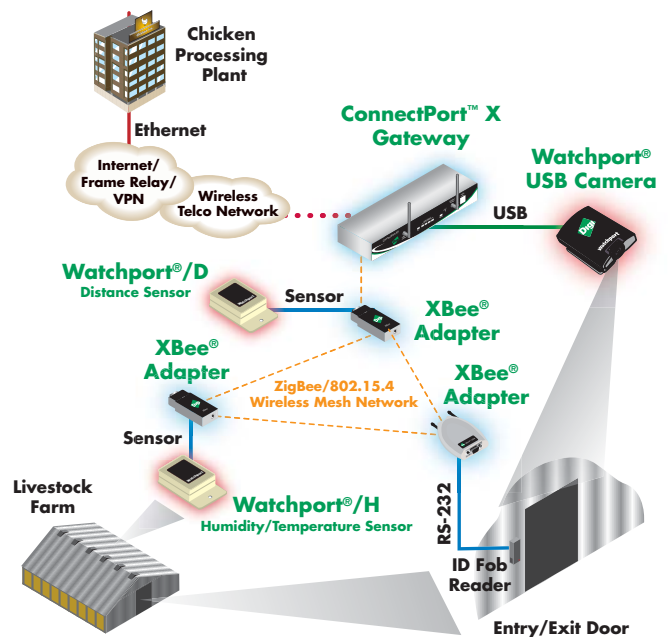 Chicken
Processing
Plant
Ethernet
Internet/
Frame Relay/
VPN
Wireless
Telco Network
ConnectPort™ X
Gateway
Watchport®
USB Camera
USB
Digi
watchport
Watchport®/D
Distance Sensor
Sensor
XBee®
Adapter
XBee®
Adapter
ZigBee/802.15.4
Wireless Mesh Network
XBee®
Adapter
Sensor
Watchport®/H
Humidity/Temperature Sensor
Livestock
Farm
RS-232
ID Fob
Reader
Entry/Exit Door